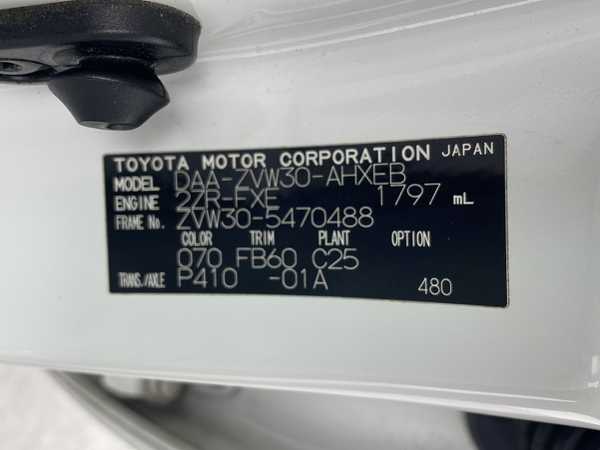 TOYOTA MOTOR CORPORATION JAPAN
MODEL DAA-ZVW30-AHXEB
ENGINE 2ZR-FXE 1797 mL
FRAME No. ZVW30-5470488
COLOR TRIM PLANT OPTION
070 FB60 C25
TRANS./AXLE P410 -01A 480